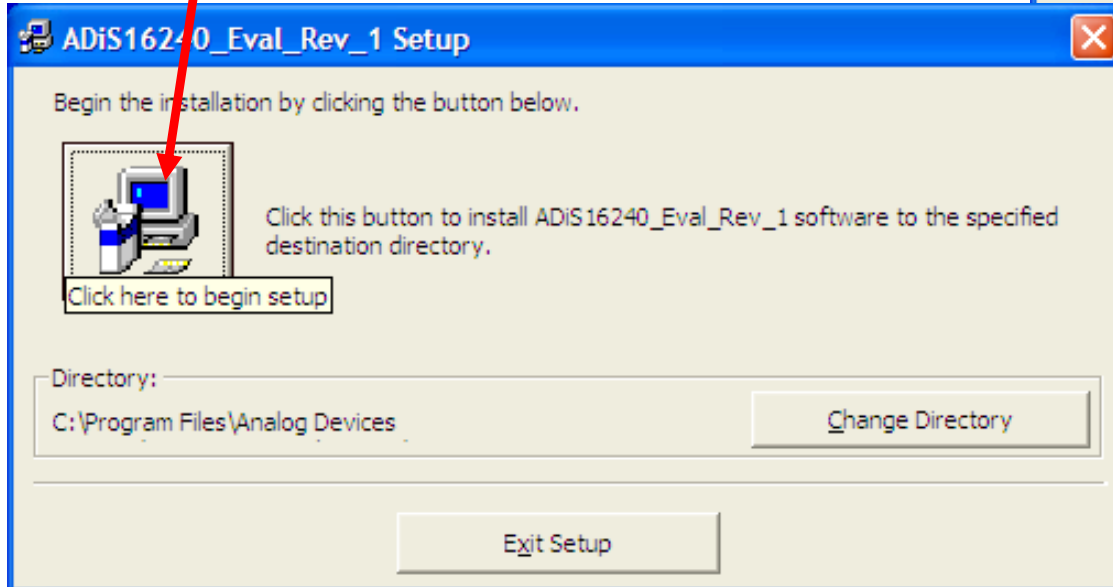 ADiS16240_Eval_Rev_1 Setup
Begin the installation by clicking the button below.
Click this button to install ADiS16240_Eval_Rev_1 software to the specified
destination directory.
Click here to begin setup
Directory:
C:\Program Files\Analog Devices
Change Directory
Exit Setup